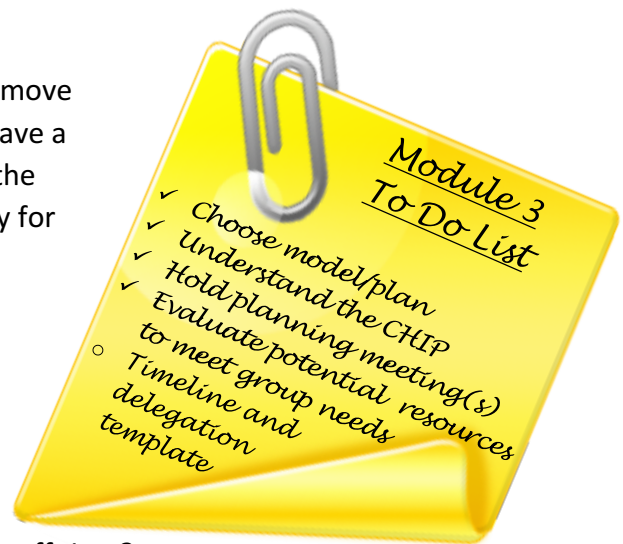 move
ave a
the
y for
Module 3
To Do List
✓ Choose model/plan
✓ Understand the CHIP
✓ Hold planning meeting(s)
✓ Evaluate potential resources
to meet group needs
○ Timeline and
delegation
template